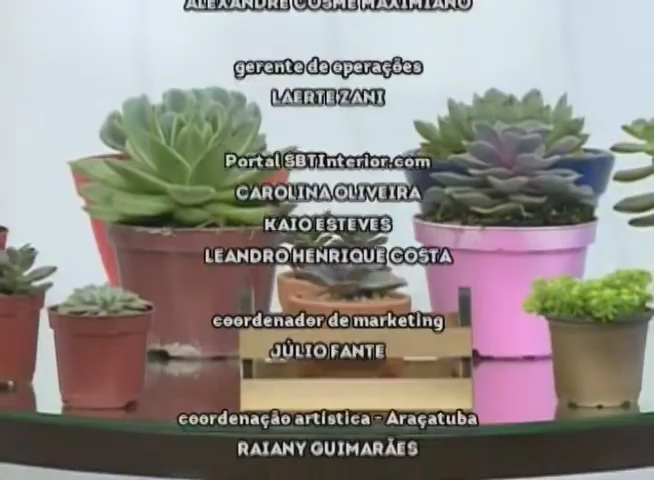 ALEXANDRE COSME MAXIMIANO
gerente de operações
LAERTE ZANI
Portal SBTInterior.com
CAROLINA OLIVEIRA
KAIO ESTEVES
LEANDRO HENRIQUE COSTA
coordenador de marketing
JÚLIO FANTE
coordenação artística - Araçatuba
RAIANY GUIMARÃES